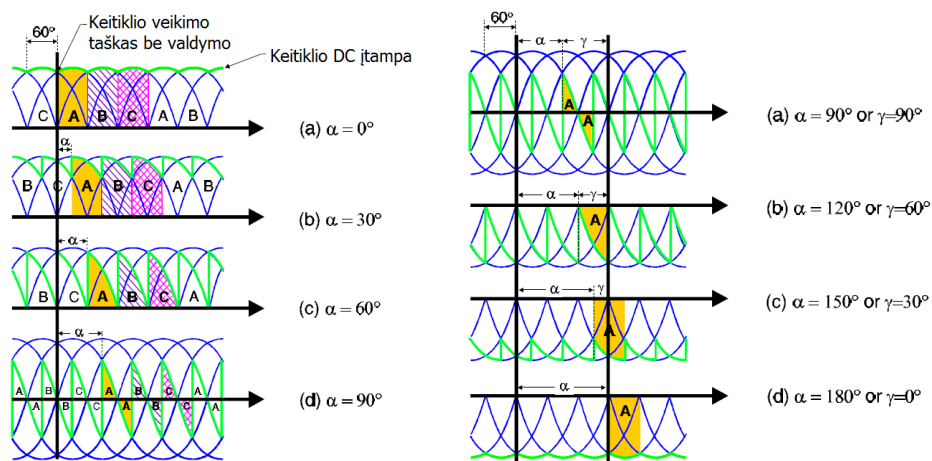 60°
Keitiklio veikimo
taškas be valdymo
Keitiklio DC įtampa
C A B C A B
(a) α = 0°
α
B C A B C A B
(b) α = 30°
α
B C A B C A
(c) α = 60°
α
A B C A B C A
A B C A B C A
(d) α = 90°
60°
α γ
A
A
(a) α = 90° or γ=90°
α γ
A
(b) α = 120° or γ=60°
α γ
A
(c) α = 150° or γ=30°
α
A
(d) α = 180° or γ=0°